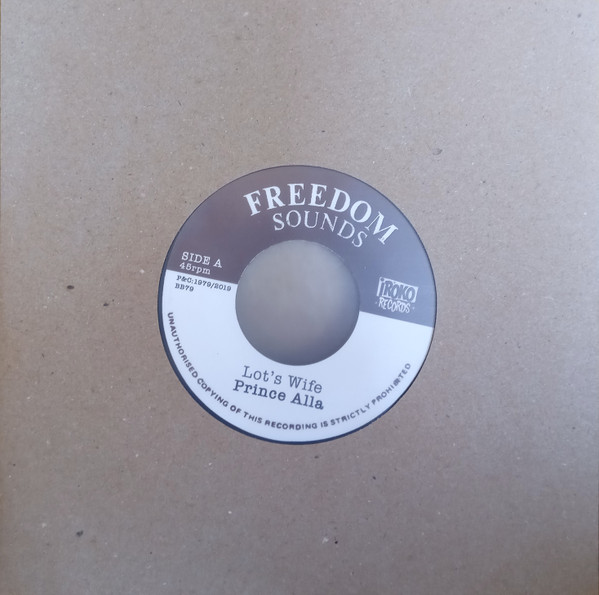 FREEDOM
SOUNDS
SIDE A
45rpm
P&C:1979/2019
BB79
iROKO
RECORDS
Lot's Wife
Prince Alla
UNAUTHORISED COPYING OF THIS RECORDING IS STRICTLY PROHIBITED